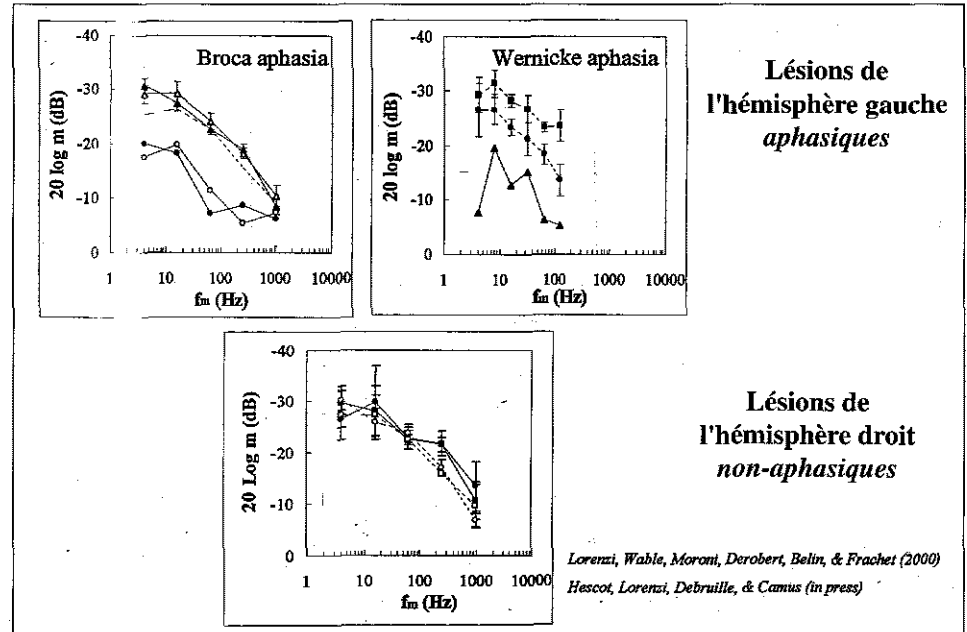 Broca aphasia
20 log m (dB)
-40
-30
-20
-10
0
1 10 100 1000 10000
fm (Hz)
Wernicke aphasia
20 log m (dB)
-40
-30
-20
-10
0
1 10 100 1000 10000
fm (Hz)
Lésions de
l'hémisphère gauche
aphasiques
20 Log m (dB)
-40
-30
-20
-10
0
1 10 100 1000 10000
fm (Hz)
Lésions de
l'hémisphère droit
non-aphasiques
Lorenzi, Wable, Moroni, Derobert, Belin, & Frachet (2000)
Hescot, Lorenzi, Debruille, & Camus (in press)